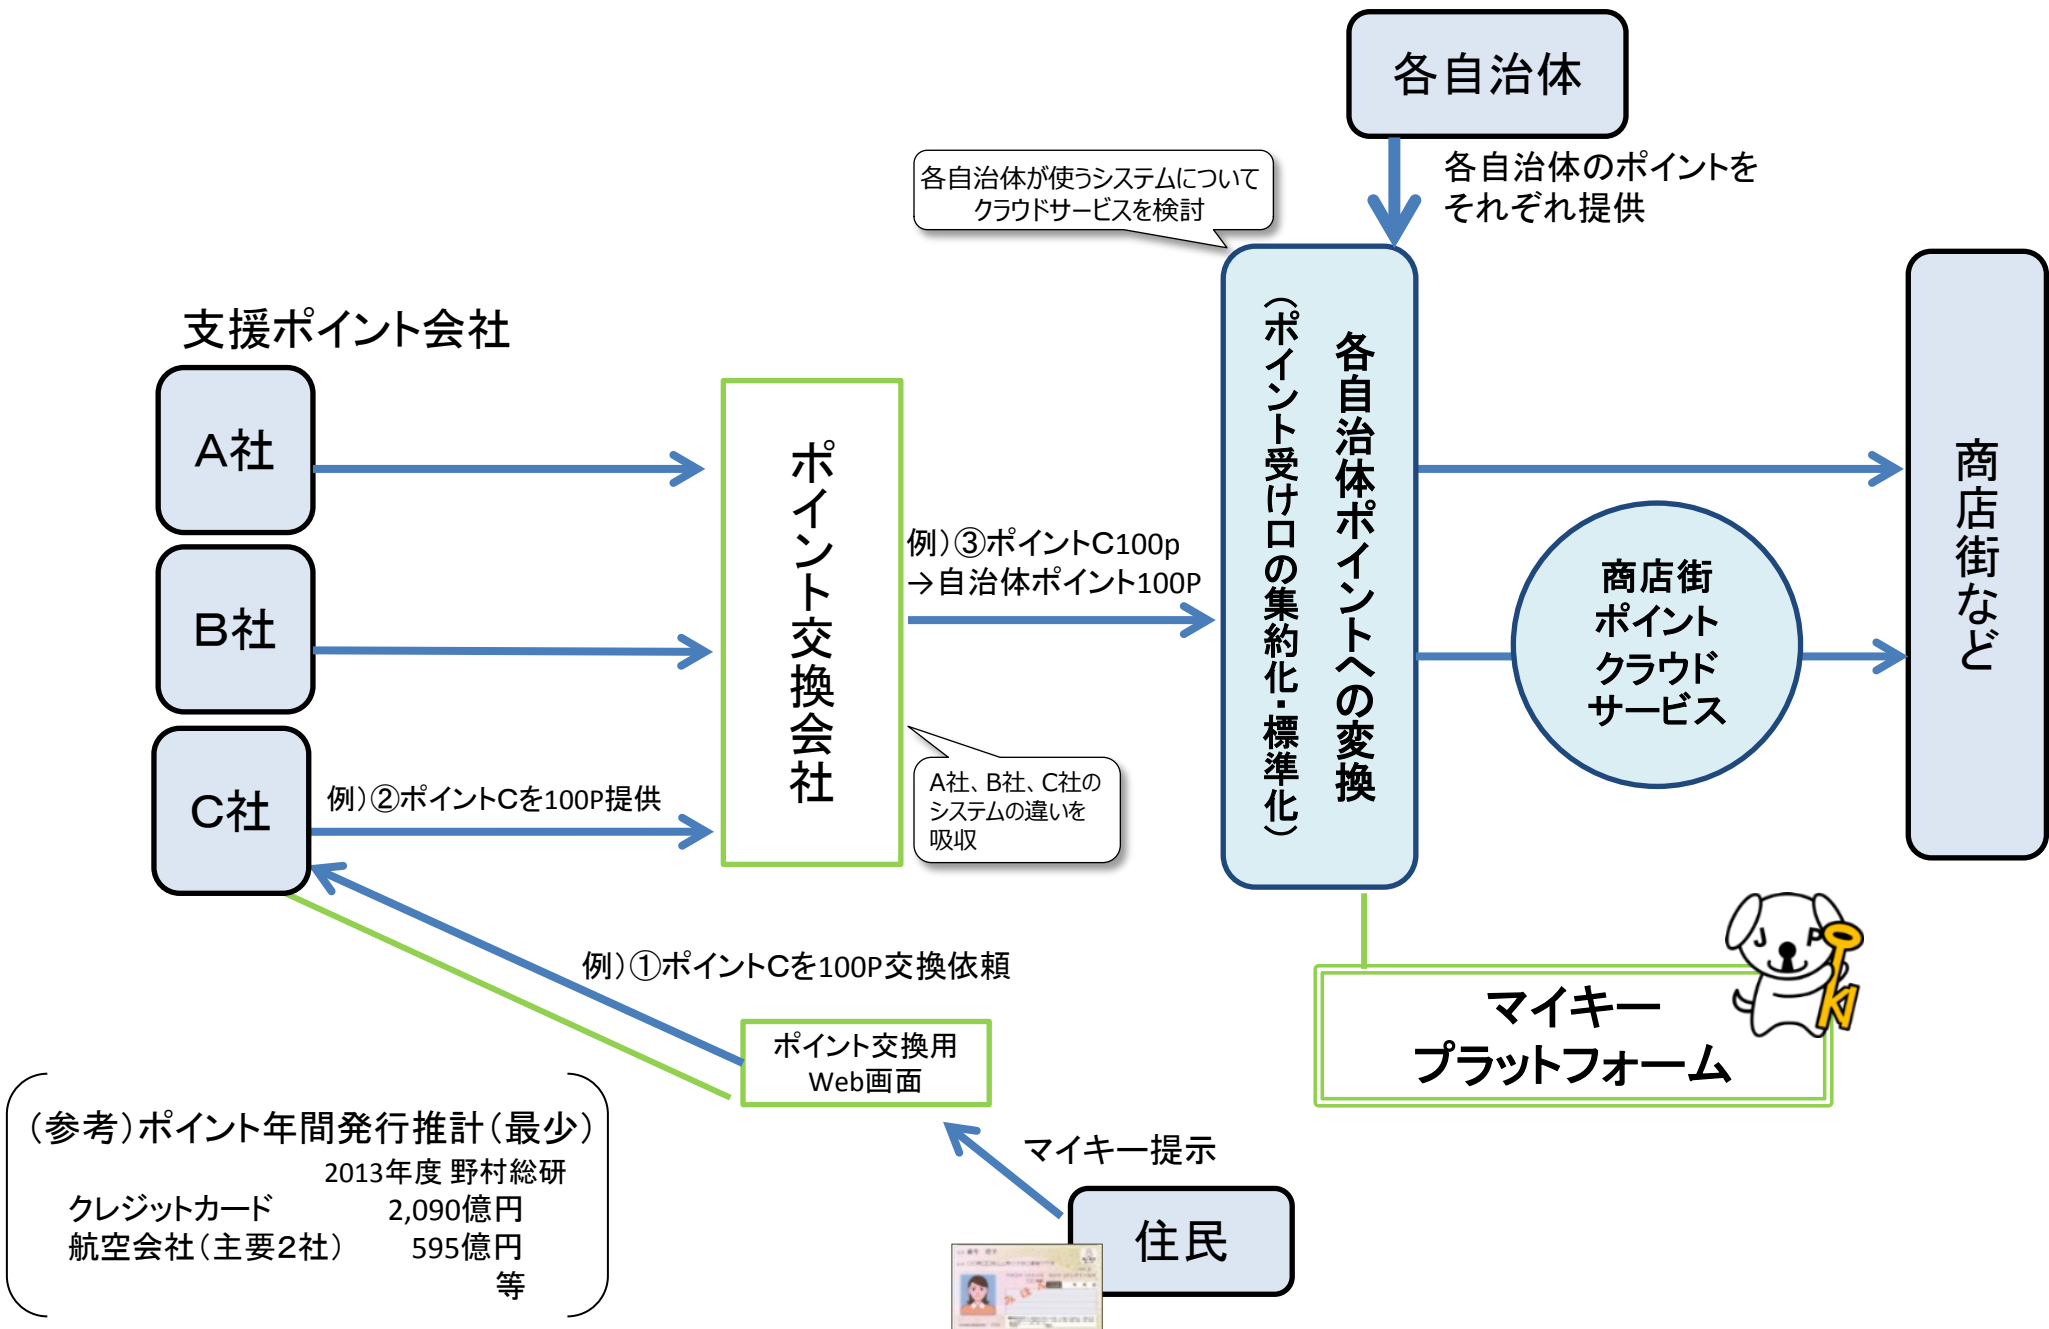 各自治体
各自治体のポイントを
それぞれ提供
各自治体が使うシステムについて
クラウドサービスを検討
支援ポイント会社
A社
B社
C社
ポイント交換会社
例）②ポイントCを100P提供
例）③ポイントC100p
→自治体ポイント100P
A社、B社、C社の
システムの違いを
吸収
各自治体ポイントへの変換
（ポイント受け口の集約化・標準化）
商店街
ポイント
クラウド
サービス
商店街など
例）①ポイントCを100P交換依頼
ポイント交換用
Web画面
マイキー
プラットフォーム
J P
KI
マイキー提示
住民
（参考）ポイント年間発行推計（最少）
2013年度 野村総研
クレジットカード 2,090億円
航空会社（主要２社） 595億円
等